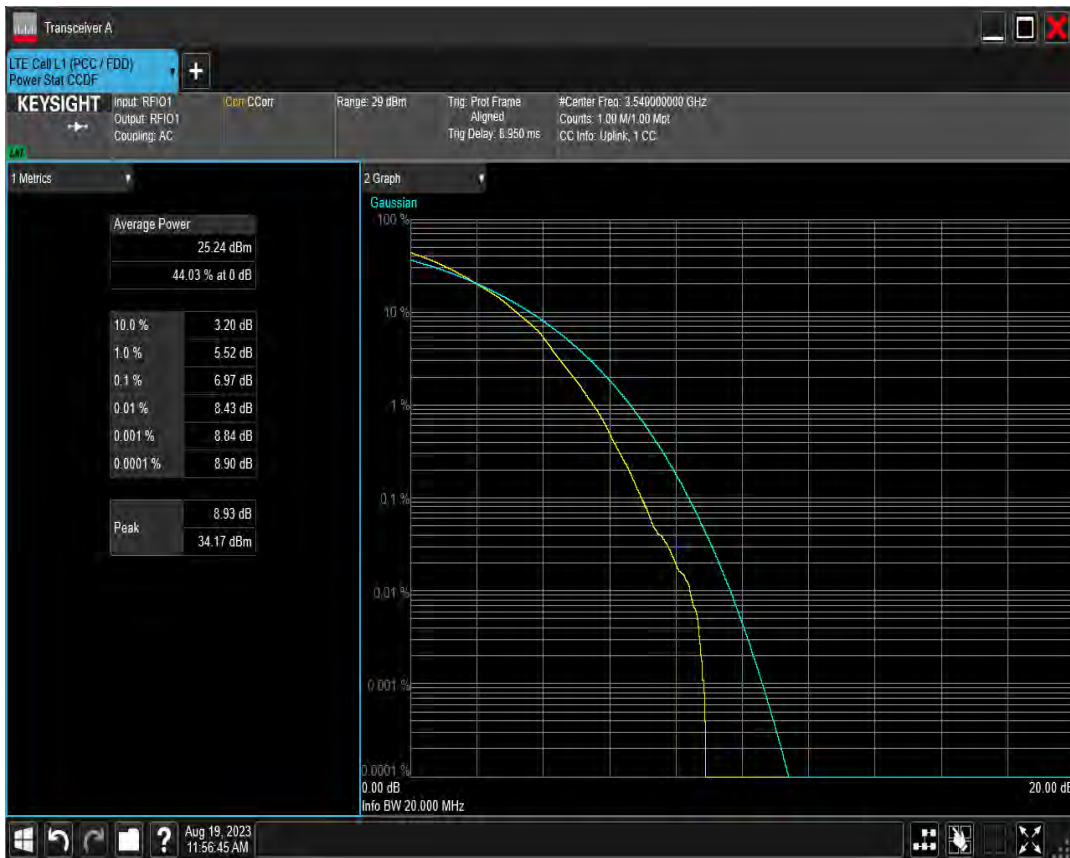 Transceiver A
LTE Cell L1 (PCC / FDD)
Power Stat CCDF
+
KEYSIGHT
Input: RFIO1
Output: RFIO1
Coupling: AC
Corr CCorr
Range: 29 dBm
Trig: Prot Frame
Aligned
Trig Delay: 8.950 ms
#Center Freq: 3.549000000 GHz
Counts: 1.00 M/1.00 Mpt
CC Info: Uplink, 1 CC
1 Metrics
Average Power
25.24 dBm
44.03 % at 0 dB
10.0 % 3.20 dB
1.0 % 5.52 dB
0.1 % 6.97 dB
0.01 % 8.43 dB
0.001 % 8.84 dB
0.0001 % 8.90 dB
Peak
8.93 dB
34.17 dBm
2 Graph
Gaussian
100 %
10 %
1 %
0.1 %
0.01 %
0.001 %
0.0001 %
0.00 dB
20.00 dB
Info BW 20.000 MHz
?
Aug 19, 2023
11:56:45 AM